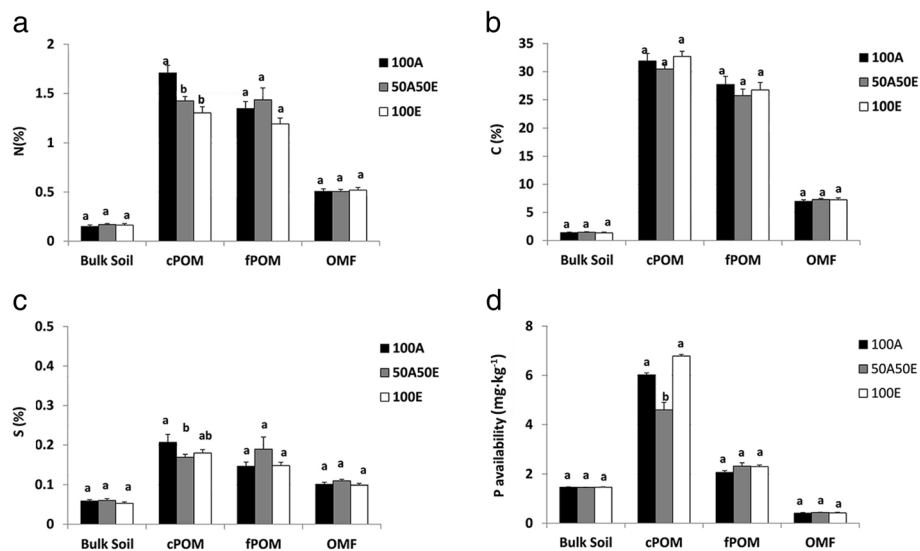 a
2
1.5
1
0.5
0
N(%)
a
b
b
a
a
a
a a a
a a a
100A
50A50E
100E
Bulk Soil cPOM fPOM OMF
b
35
30
25
20
15
10
5
0
C (%)
a a a
a a a
a a a
a a a
100A
50A50E
100E
Bulk Soil cPOM fPOM OMF
c
0.5
0.4
0.3
0.2
0.1
0
S (%)
a a a
a b ab
a a a
a a a
100A
50A50E
100E
Bulk Soil cPOM fPOM OMF
d
8
6
4
2
0
P availability (mg·kg-1)
a a a
a b a
a a a
a a a
100A
50A50E
100E
Bulk Soil cPOM fPOM OMF